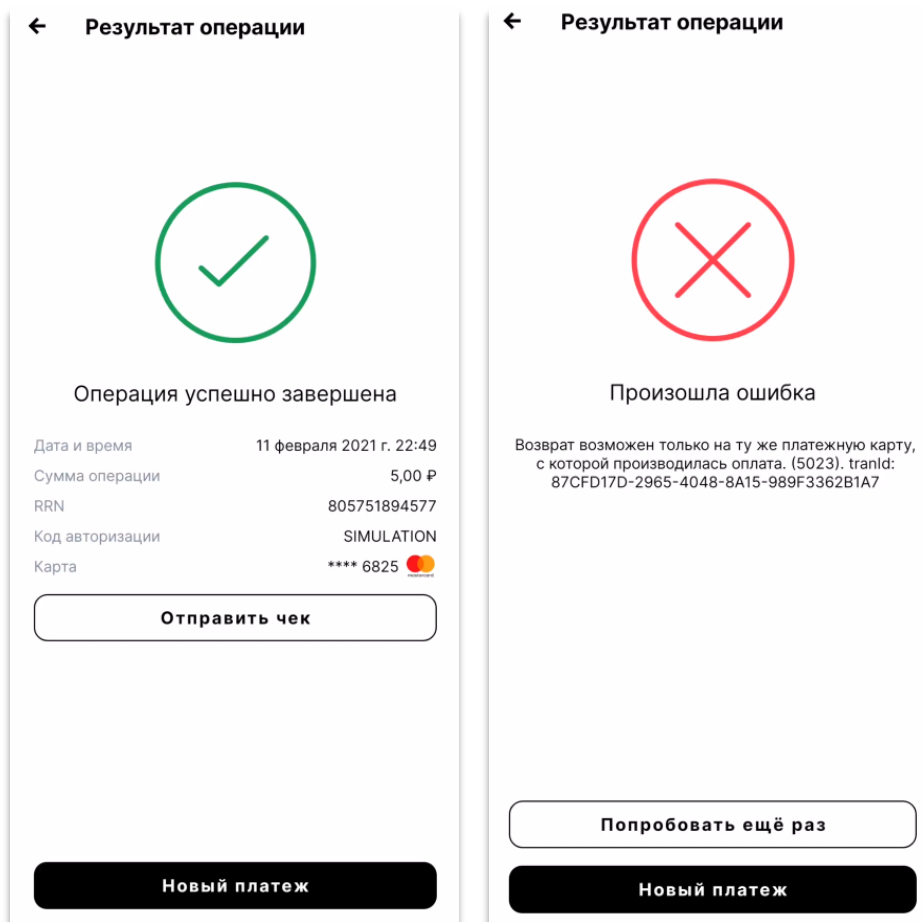 Результат операции
Операция успешно завершена
Дата и время 11 февраля 2021 г. 22:49
Сумма операции 5,00 ₽
RRN 805751894577
Код авторизации SIMULATION
Карта **** 6825
mastercard
Отправить чек
Новый платеж
Результат операции
Произошла ошибка
Возврат возможен только на ту же платежную карту,
с которой производилась оплата. (5023). tranId:
87CFD17D-2965-4048-8A15-989F3362B1A7
Попробовать ещё раз
Новый платеж